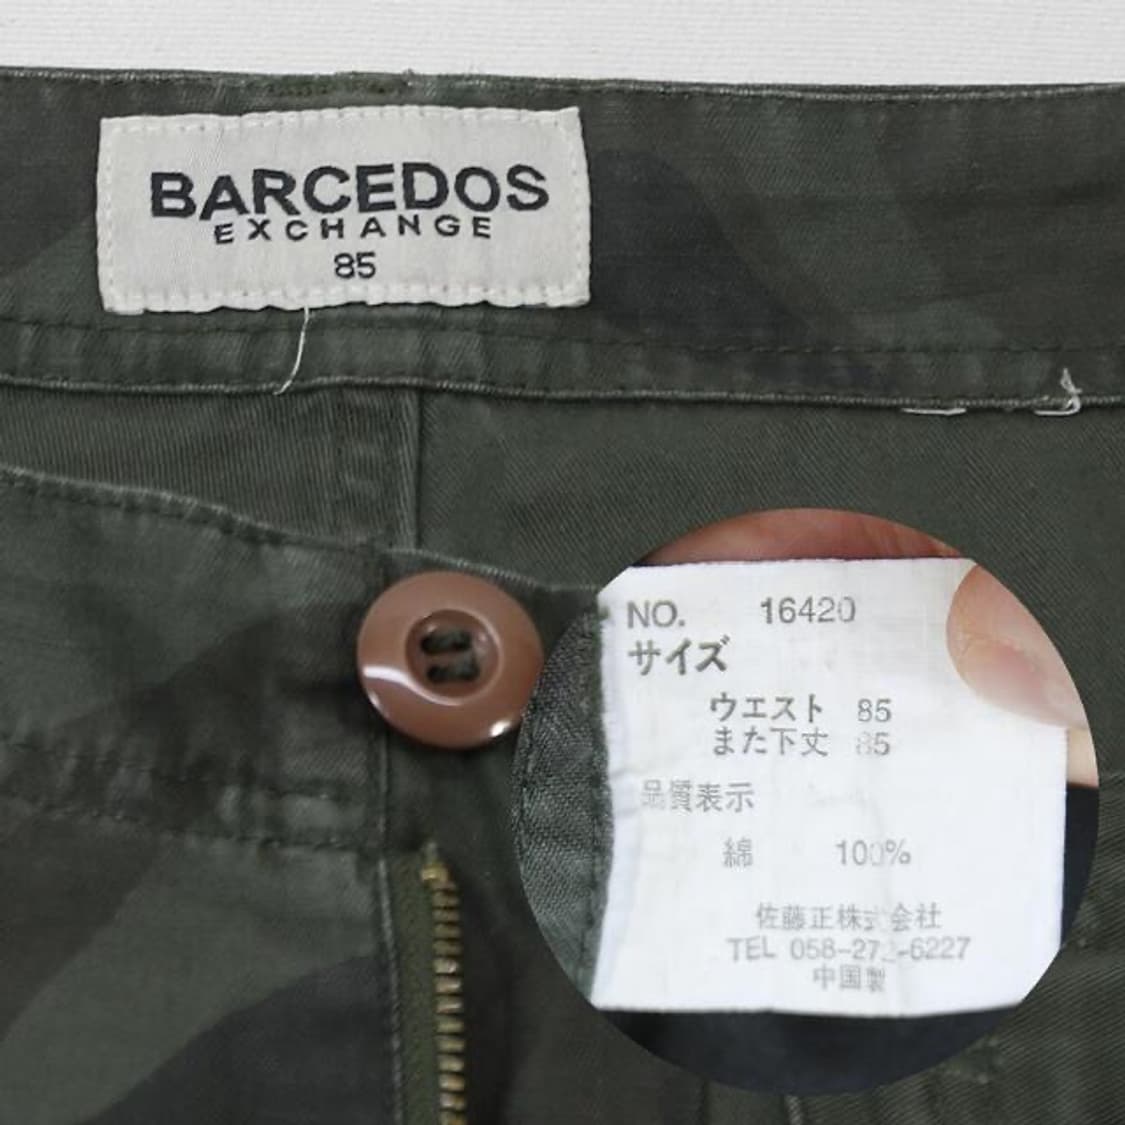 BARCEDOS
EXCHANGE
85
NO. 16420
サイズ
ウエスト 85
また下丈 85
品質表示
綿 100%
佐藤正株式会社
TEL
中国製